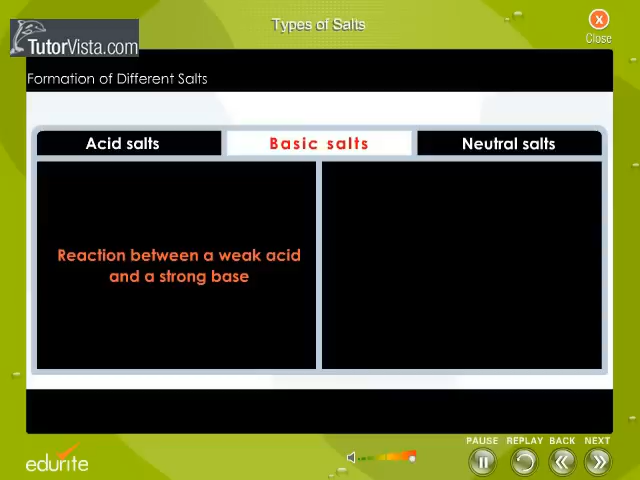 Types of Salts
Close
TutorVista.com
Formation of Different Salts
Acid salts
Basic salts
Neutral salts
Reaction between a weak acid
and a strong base
PAUSE REPLAY BACK NEXT
edurite